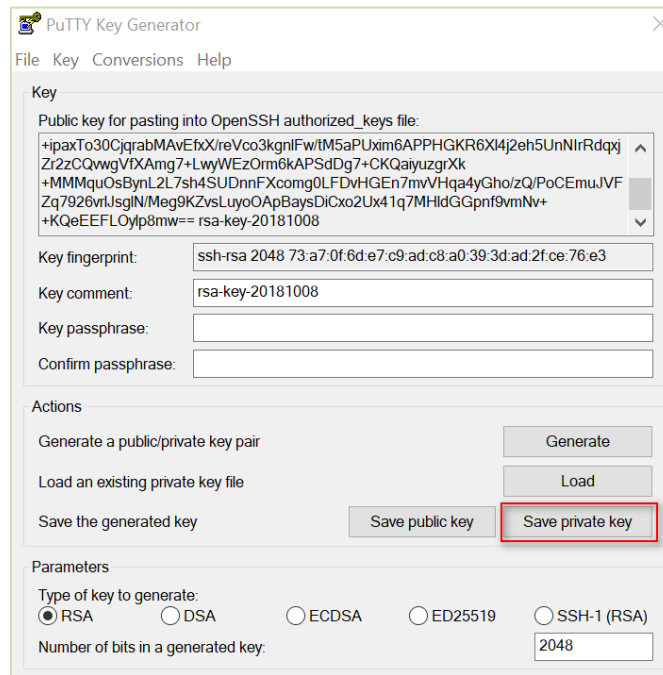 PuTTY Key Generator
File Key Conversions Help
Key
Public key for pasting into OpenSSH authorized_keys file:
+ipaxTo30CjqrabMAvEfxX/reVco3kgnlFw/tM5aPUxim6APPHGKR6Xl4j2eh5UnNIrRdqxj
Zr2zCQvwgVfXAmg7+LwyWEzOrm6kAPSdDg7+CKQaiyuzgrXk
+MMMquOsBynL2L7sh4SUDnnFXcomg0LFDvHGEn7mvVHqa4yGho/zQ/PoCEmuJVF
Zq7926vrlJsglN/Meg9KZvsLuyoOApBaysDiCxo2Ux41q7MHldGGpnf9vmNv+
+KQeEEFLOylp8mw== rsa-key-20181008
Key fingerprint: ssh-rsa 2048 73:a7:0f:6d:e7:c9:ad:c8:a0:39:3d:ad:2f:ce:76:e3
Key comment: rsa-key-20181008
Key passphrase:
Confirm passphrase:
Actions
Generate a public/private key pair Generate
Load an existing private key file Load
Save the generated key Save public key Save private key
Parameters
Type of key to generate:
RSA DSA ECDSA ED25519 SSH-1 (RSA)
Number of bits in a generated key: 2048